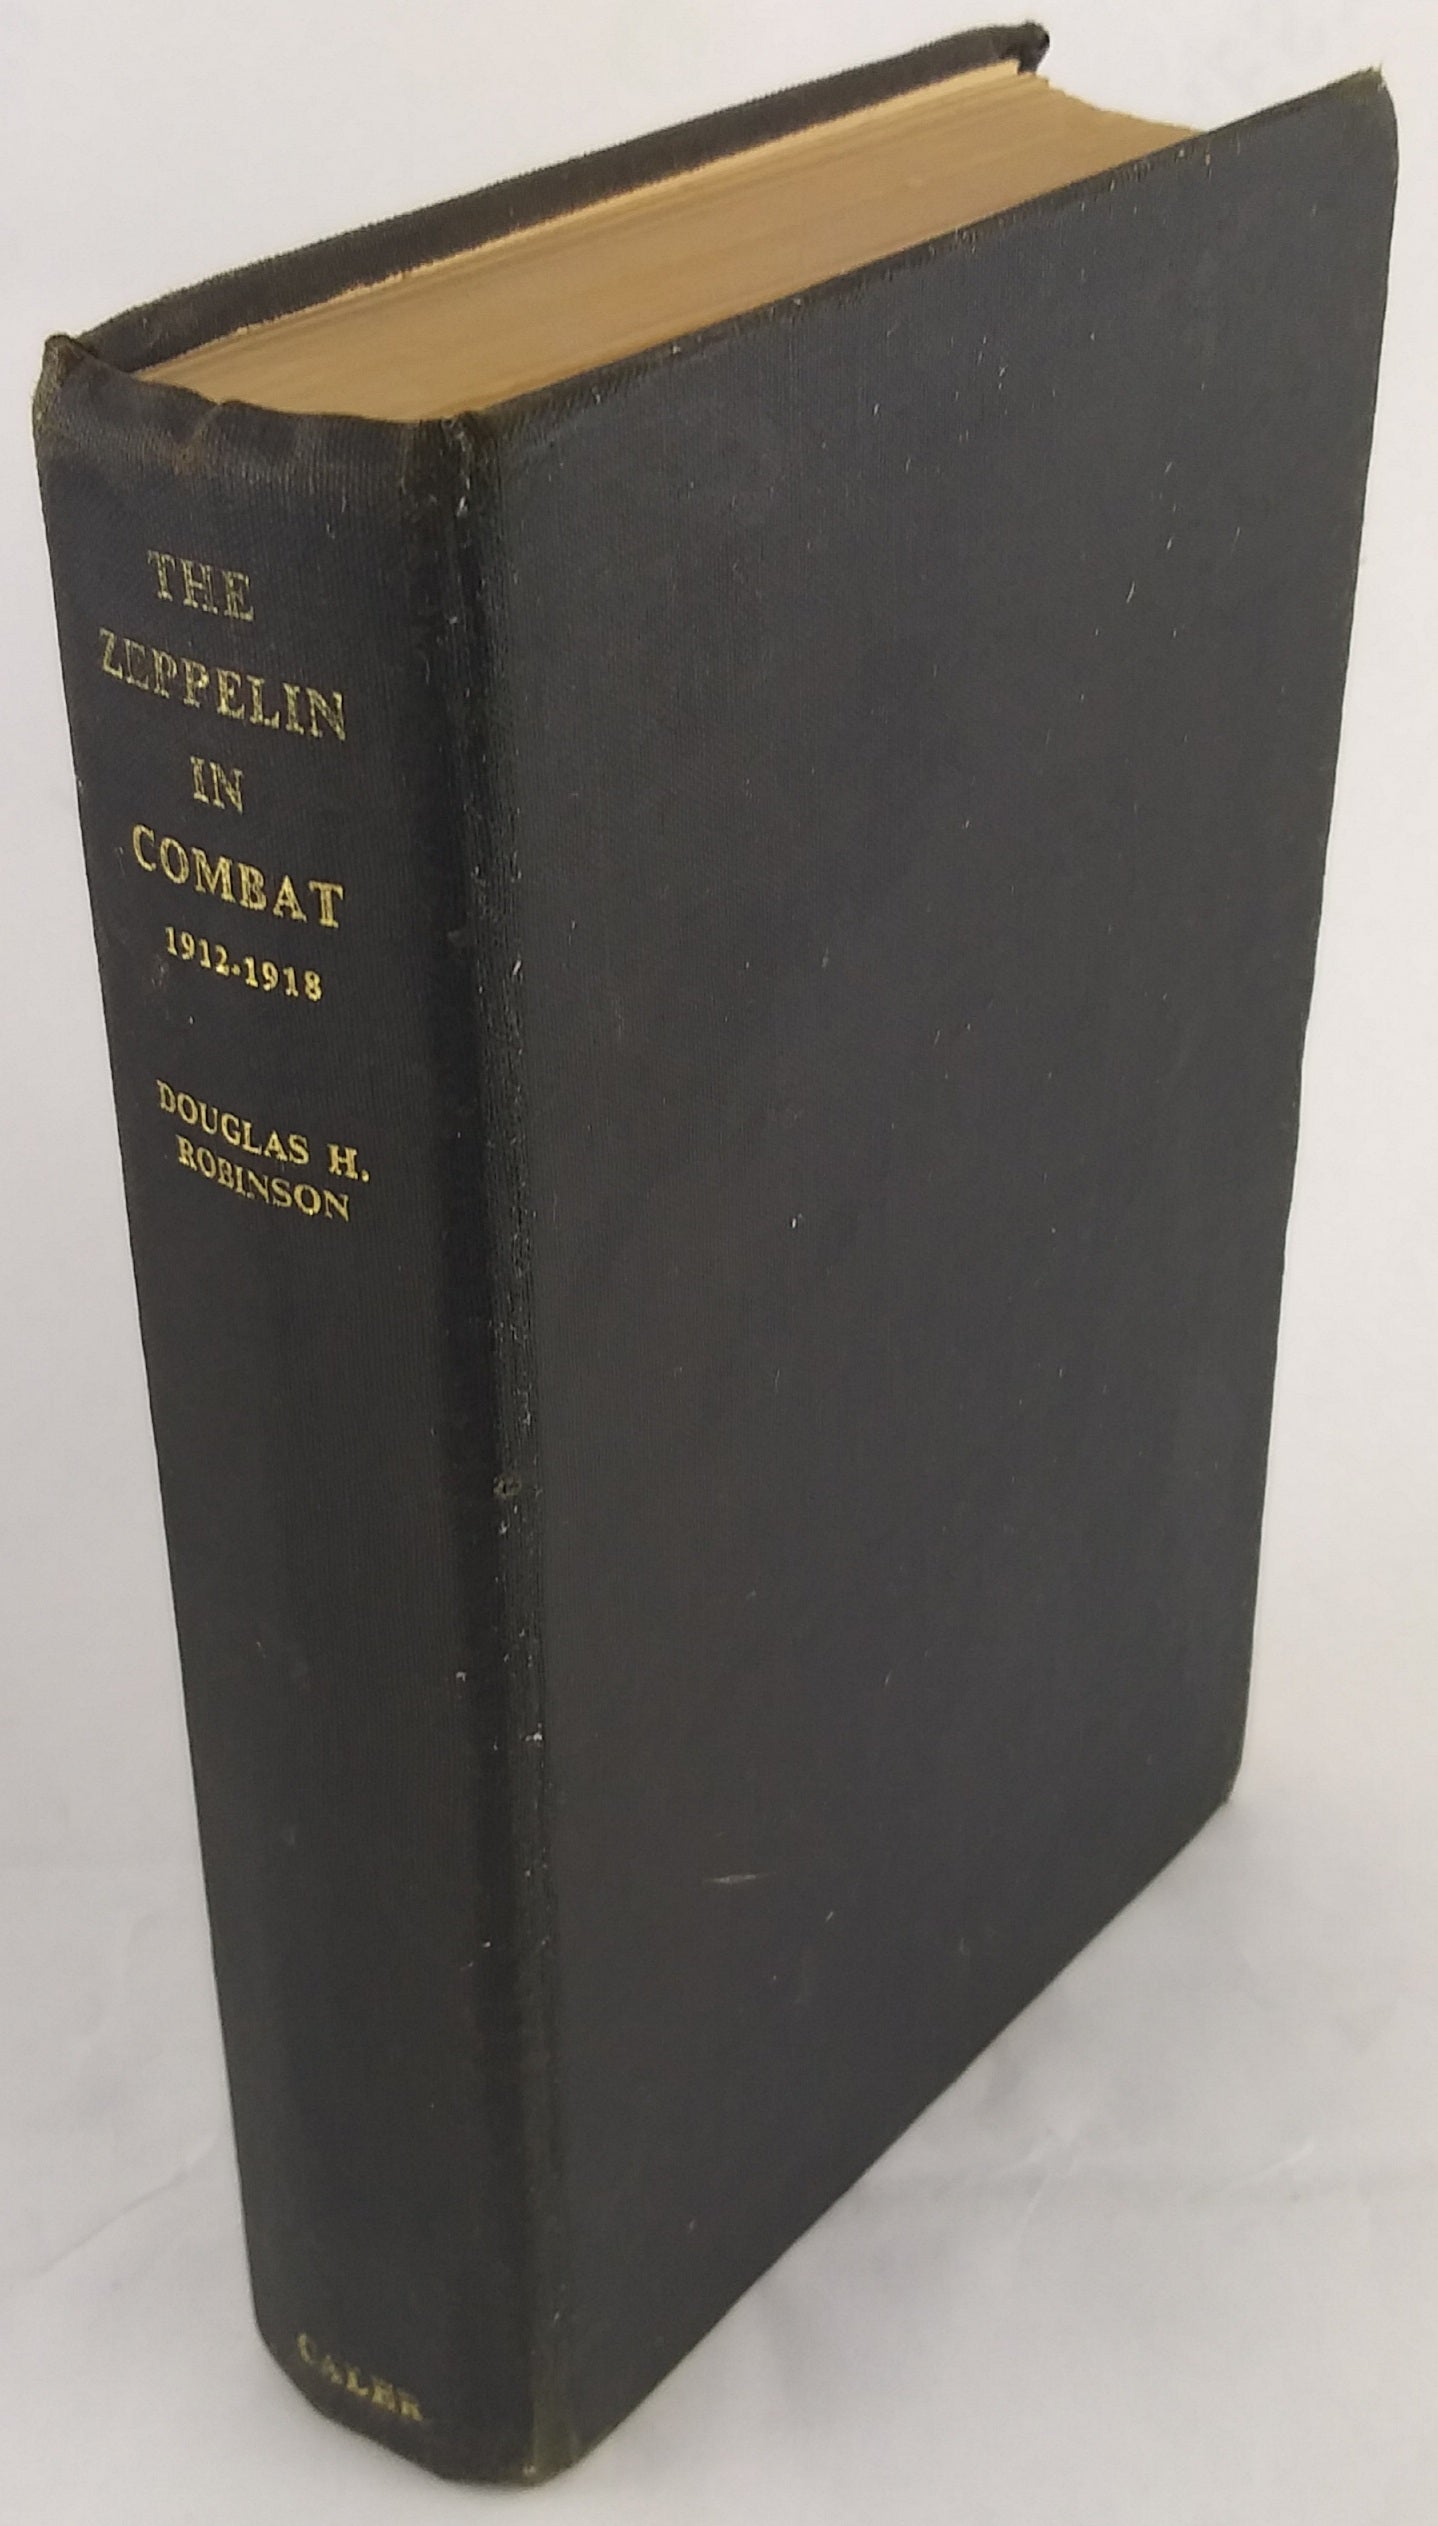 THE
ZEPPELIN
IN
COMBAT
1912-1918
DOUGLAS H.
ROBINSON
CALER